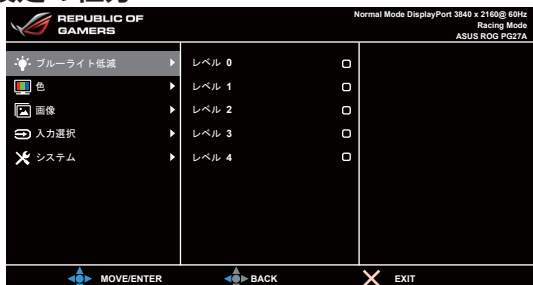 REPUBLIC OF
GAMERS
Normal Mode DisplayPort 3840 x 2160@ 60Hz
Racing Mode
ASUS ROG PG27A
ブルーライト低減
レベル 0
色
レベル 1
画像
レベル 2
入力選択
レベル 3
システム
レベル 4
MOVE/ENTER
BACK
EXIT